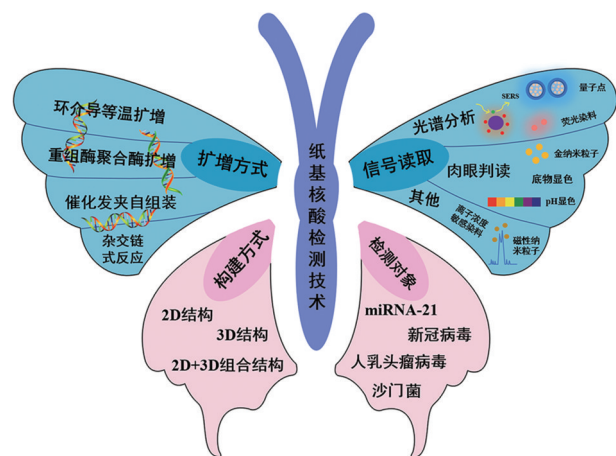 环介导等温扩增
重组酶聚合酶扩增
催化发夹自组装
杂交链
式反应
扩增方式
纸基核酸检测技术
信号读取
光谱分析
SERS
量子点
荧光染料
肉眼判读
金纳米粒子
底物显色
pH显色
其他
离子浓度
敏感染料
磁性纳
米粒子
构建方式
2D结构
3D结构
2D+3D组合结构
检测对象
miRNA-21
新冠病毒
人乳头瘤病毒
沙门菌